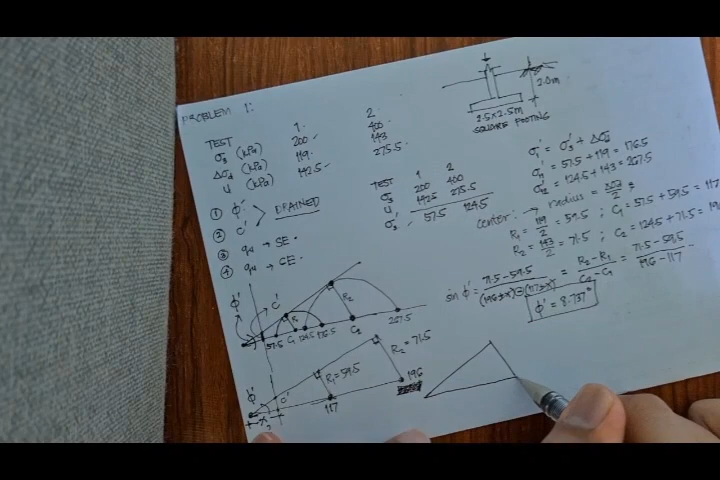 PROBLEM 1:
TEST 1. 2
σ₃ (kPa) 200 400
Δσd (kPa) 119. 143
u (kPa) 142.5 275.5
① φ' > DRAINED
② c'
③ qu → SE.
④ qu → CE.
TEST 1 2
σ₃ 200 400
u 142.5 275.5
σ₃' 57.5 124.5
2.0m
2.5x2.5m
SQUARE FOOTING
σ₁' = σ₃' + Δσd
σ₁' = 57.5 + 119 = 176.5
= 124.5 + 143 = 267.5
center: → radius =
R₁ = 119/2 = 59.5 ; C₁ = 57.5 + 59.5 = 117
R₂ = 143/2 = 71.5 ; C₂ = 124.5 + 71.5 = 196
sin φ' = 71.5-59.5 / (196+x)-(117+x) = R₂-R₁ / C₂-C₁ = 71.5-59.5 / 196-117
φ' = 8.737°
φ' c' R₂
57.5 C₁ 124.5 176.5 C₂ 267.5
φ' c' R₁ = 59.5 R₂ = 71.5
x 117 196